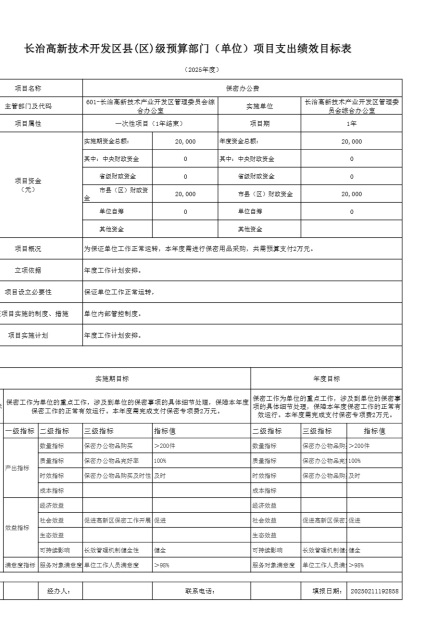 长治高新技术开发区县(区)级预算部门（单位）项目支出绩效目标表
（2025年度）
项目名称 保密办公费
主管部门及代码 601-长治高新技术产业开发区管理委员会综合办公室 实施单位 长治高新技术产业开发区管理委员会综合办公室
项目属性 一次性项目（1年结束） 项目期 1年
项目资金（元） 实施期资金总额： 20,000 年度资金总额： 20,000
其中：中央财政资金 0 其中：中央财政资金 0
省级财政资金 0 省级财政资金 0
市县（区）财政资金 20,000 市县（区）财政资金 20,000
单位自筹 0 单位自筹 0
其他资金 其他资金
项目概况 为保证单位工作正常运转，本年度需进行保密用品采购，共需预算支付2万元。
立项依据 年度工作计划安排。
项目设立必要性 保证单位工作正常运转。
项目实施的制度、措施 单位内部管控制度。
项目实施计划 年度工作计划安排。
实施期目标 年度目标
保密工作为单位的重点工作，涉及到单位的保密事项的具体细节处理，保障本年度保密工作的正常有效运行。本年度需完成支付保密专项费2万元。
保密工作为单位的重点工作，涉及到单位的保密事项的具体细节处理，保障本年度保密工作的正常有效运行。本年度需完成支付保密专项费2万元。
一级指标 二级指标 三级指标 指标值 二级指标 三级指标 指标值
产出指标 数量指标 保密办公物品购买 >200件 数量指标 保密办公物品购 >200件
质量指标 保密办公物品完好率 100% 质量指标 保密办公物品完 100%
时效指标 保密办公物品购买及时性 及时 时效指标 保密办公物品购 及时
成本指标 成本指标
效益指标 经济效益 经济效益
社会效益 促进高新区保密工作开展 促进 社会效益 促进高新区保密 促进
生态效益 生态效益
可持续影响 长效管理机制健全性 健全 可持续影响 长效管理机制健 健全
满意度指标 服务对象满意度 单位工作人员满意度 >98% 服务对象满意度 单位工作人员满 >98%
经办人： 联系电话： 填报日期： 20250211192858